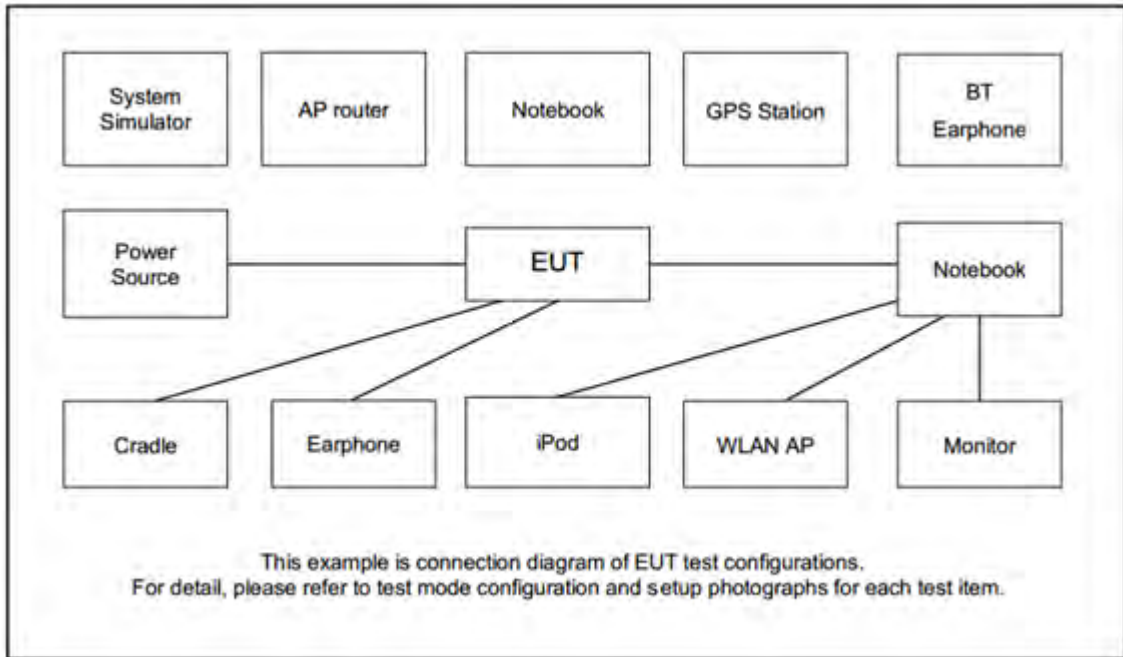 System
Simulator
AP router
Notebook
GPS Station
BT
Earphone
Power
Source
EUT
Notebook
Cradle
Earphone
iPod
WLAN AP
Monitor
This example is connection diagram of EUT test configurations.
For detail, please refer to test mode configuration and setup photographs for each test item.